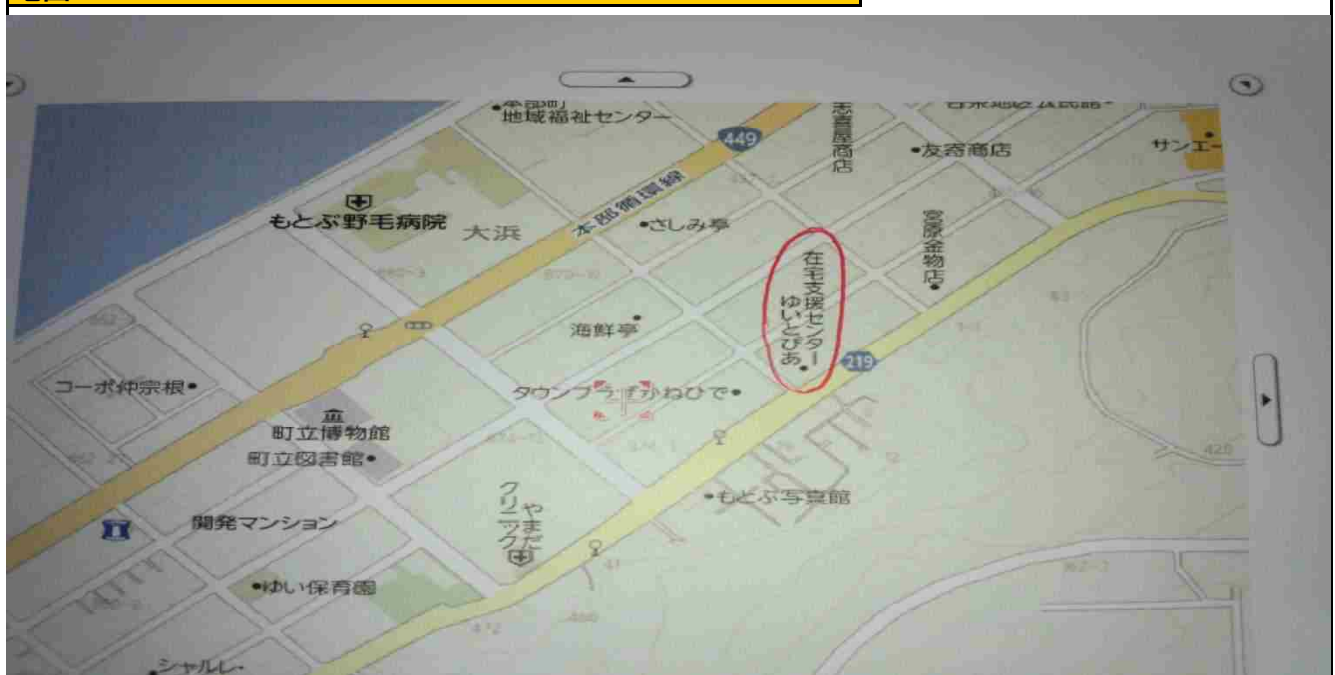 地域福祉センター
449
志喜屋商店
友寄商店
サンエー
もとぶ野毛病院
大浜
本部循環線
さしみ亭
宮原金物店
在宅支援センター
ゆいとぴあ
海鮮亭
219
コーポ仲宗根
タウンプラザかねひで
町立博物館
町立図書館
もとぶ写真館
開発マンション
やまだ
クリニック
ゆい保育園
シャルレ